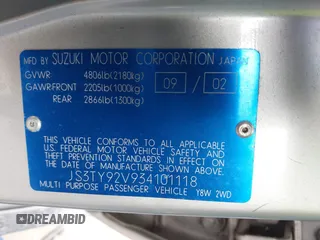 MFD BY SUZUKI MOTOR CORPORATION JAPAN
GVWR 4806lb(2180kg)
GAWR:FRONT 2205lb(1000kg) 09 / 02
REAR 2866lb(1300kg)
THIS VEHICLE CONFORMS TO ALL APPLICABLE
U.S. FEDERAL MOTOR VEHICLE SAFETY AND
THEFT PREVENTION STANDARDS IN EFFECT ON THE
DATE OF MANUFACTURE SHOWN ABOVE.
JS3TY92V934101118
MULTI PURPOSE PASSENGER VEHICLE Y8W 2WD
DREAMBID